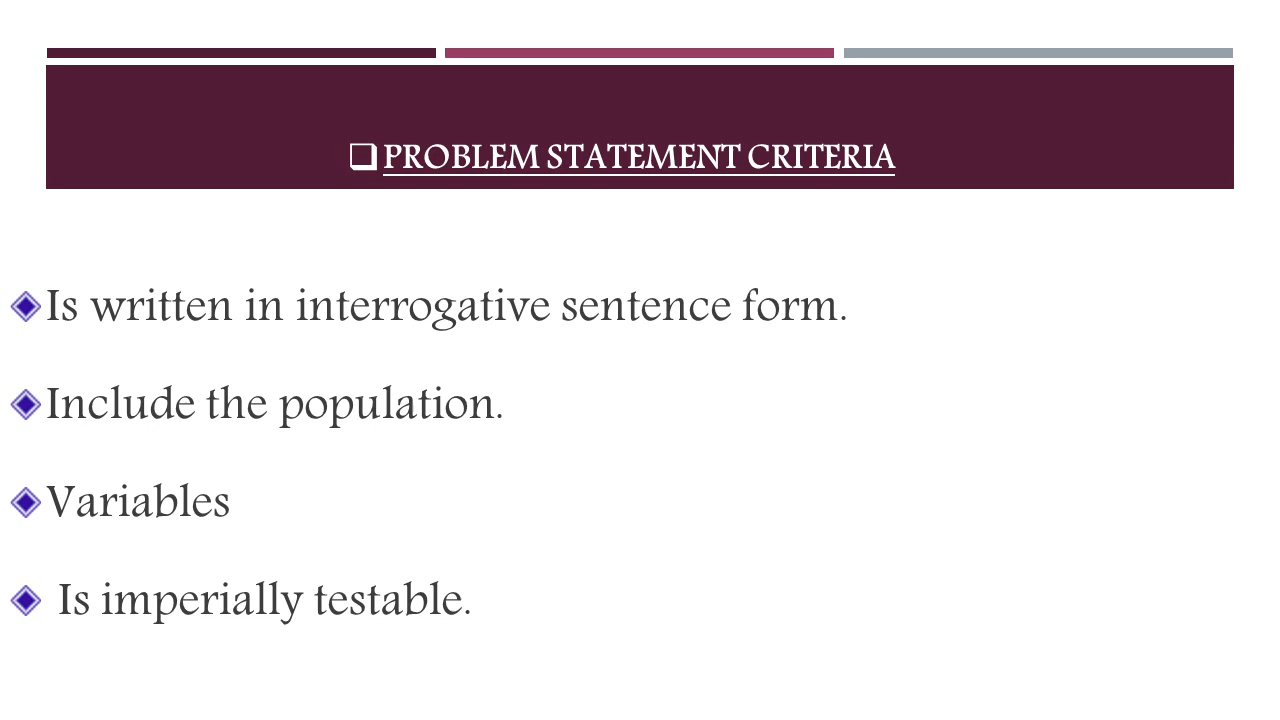 ❑PROBLEM STATEMENT CRITERIA
Is written in interrogative sentence form.
Include the population.
Variables
Is imperially testable.